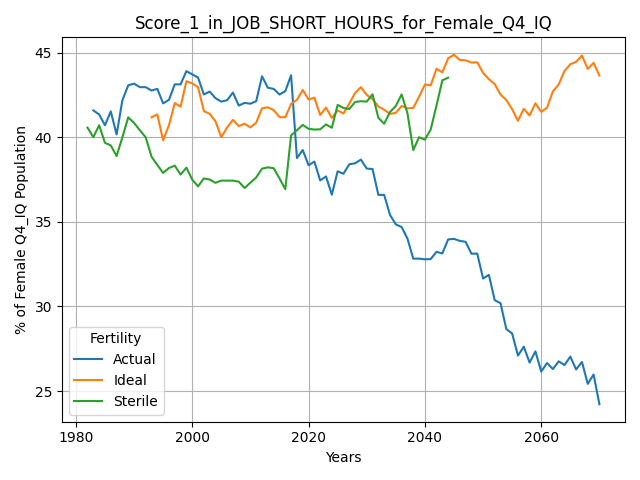 Score_1_in_JOB_SHORT_HOURS_for_Female_Q4_IQ
% of Female Q4_IQ Population
45
40
35
30
25
Fertility
Actual
Ideal
Sterile
1980 2000 2020 2040 2060
Years